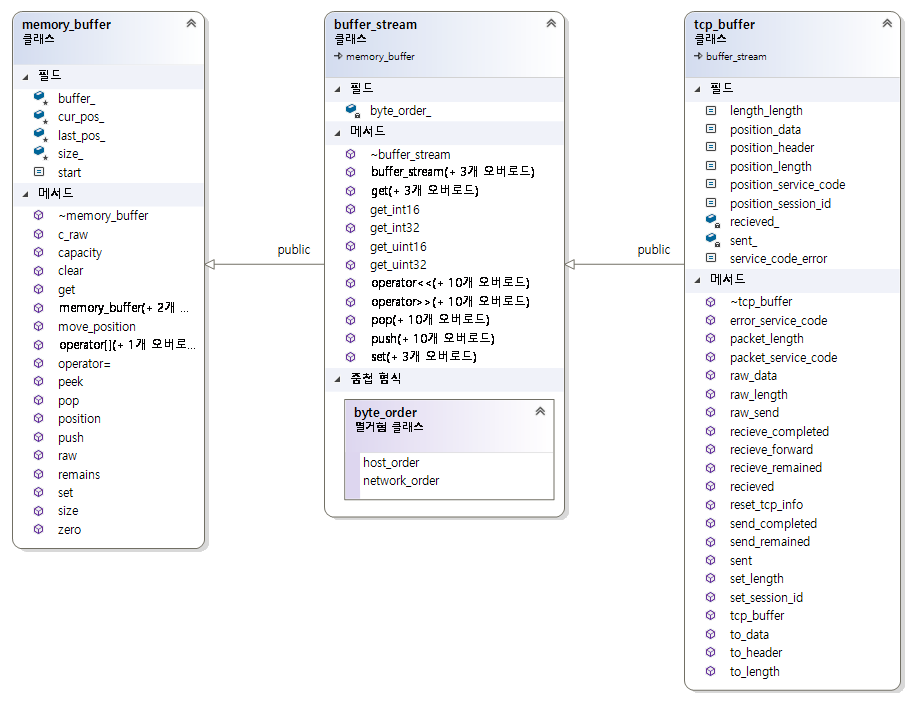 memory_buffer
클래스
필드
buffer_
cur_pos_
last_pos_
size_
start
메서드
~memory_buffer
c_raw
capacity
clear
get
memory_buffer(+ 2개 ...
move_position
operator[](+ 1개 오버로...
operator=
peek
pop
position
push
raw
remains
set
size
zero
public
buffer_stream
클래스
memory_buffer
필드
byte_order_
메서드
~buffer_stream
buffer_stream(+ 3개 오버로드)
get(+ 3개 오버로드)
get_int16
get_int32
get_uint16
get_uint32
operator<<(+ 10개 오버로드)
operator>>(+ 10개 오버로드)
pop(+ 10개 오버로드)
push(+ 10개 오버로드)
set(+ 3개 오버로드)
중첩 형식
byte_order
열거형 클래스
host_order
network_order
public
tcp_buffer
클래스
buffer_stream
필드
length_length
position_data
position_header
position_length
position_service_code
position_session_id
recieved_
sent_
service_code_error
메서드
~tcp_buffer
error_service_code
packet_length
packet_service_code
raw_data
raw_length
raw_send
recieve_completed
recieve_forward
recieve_remained
recieved
reset_tcp_info
send_completed
send_remained
sent
set_length
set_session_id
tcp_buffer
to_data
to_header
to_length